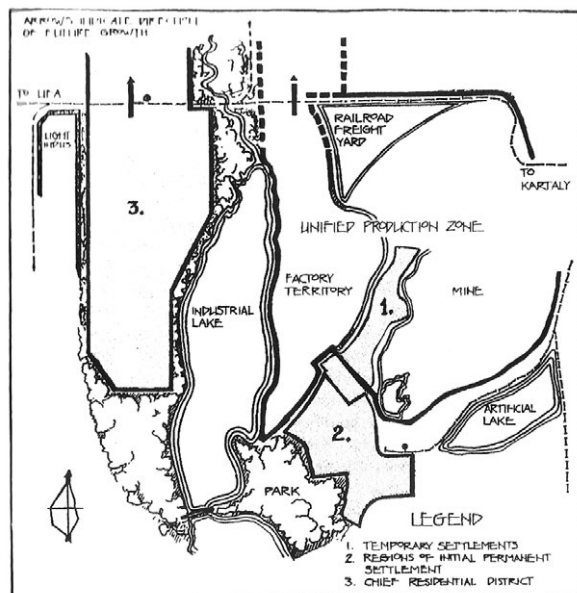 ARROWS INDICATE DIRECTION
OF FUTURE GROWTH
TO UFA
LIGHT
INDUS
RAILROAD
FREIGHT
YARD
TO
KARTALY
3.
UNIFIED PRODUCTION ZONE
FACTORY
TERRITORY
MINE
1.
INDUSTRIAL
LAKE
ARTIFICIAL
LAKE
2.
PARK
LEGEND
1. TEMPORARY SETTLEMENTS
2. REGIONS OF INITIAL PERMANENT
SETTLEMENT
3. CHIEF RESIDENTIAL DISTRICT